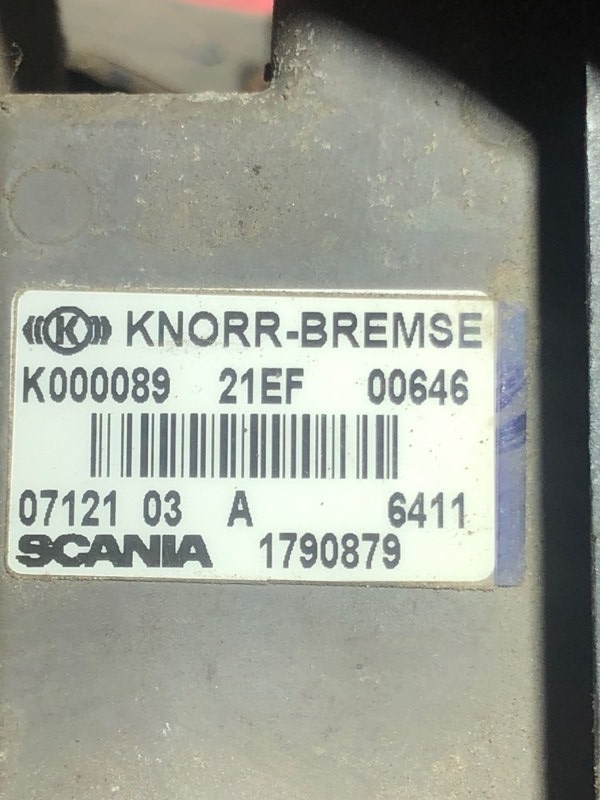 K KNORR-BREMSE
K000089 21EF 00646
07121 03 A 6411
SCANIA 1790879